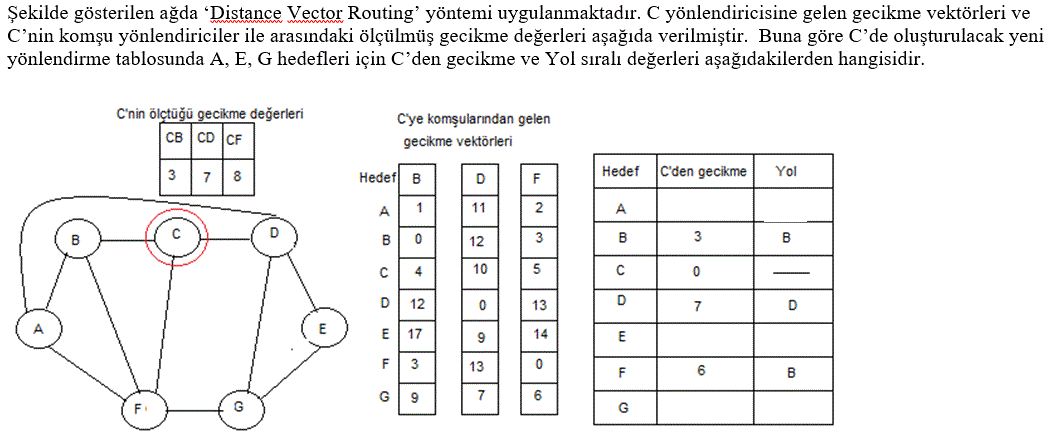 Şekilde gösterilen ağda ‘Distance Vector Routing’ yöntemi uygulanmaktadır. C yönlendiricisine gelen gecikme vektörleri ve
C’nin komşu yönlendiriciler ile arasındaki ölçülmüş gecikme değerleri aşağıda verilmiştir. Buna göre C’de oluşturulacak yeni
yönlendirme tablosunda A, E, G hedefleri için C’den gecikme ve Yol sıralı değerleri aşağıdakilerden hangisidir.
C'nin ölçtüğü gecikme değerleri
CB CD CF
3 7 8
C'ye komşularından gelen
gecikme vektörleri
Hedef B D F
A 1 11 2
B 0 12 3
C 4 10 5
D 12 0 13
E 17 9 14
F 3 13 0
G 9 7 6
Hedef C'den gecikme Yol
A
B 3 B
C 0
D 7 D
E
F 6 B
G
B
C
D
A
E
F
G